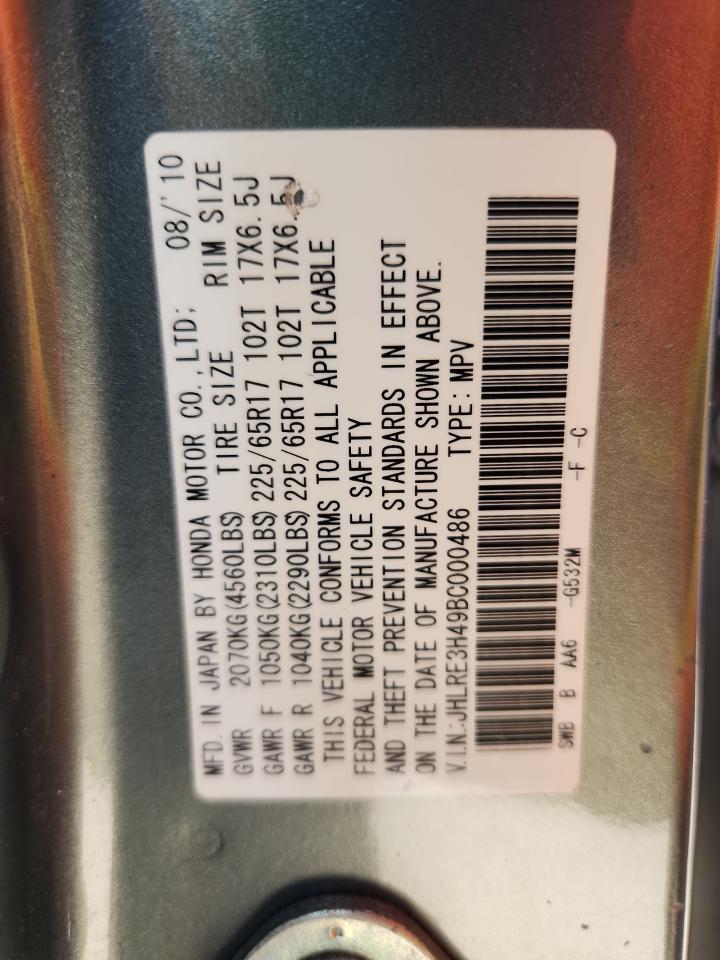 MFD. IN JAPAN BY HONDA MOTOR CO., LTD; 08/'10
TIRE SIZE RIM SIZE
GVWR 2070KG(4560LBS)
GAWR F 1050KG(2310LBS) 225/65R17 102T 17X6.5J
GAWR R 1040KG(2290LBS) 225/65R17 102T 17X6.5J
THIS VEHICLE CONFORMS TO ALL APPLICABLE
FEDERAL MOTOR VEHICLE SAFETY
AND THEFT PREVENTION STANDARDS IN EFFECT
ON THE DATE OF MANUFACTURE SHOWN ABOVE.
V.I.N.:JHLRE3H49BC000486 TYPE: MPV
SWB B AA6 -G532M -F -C